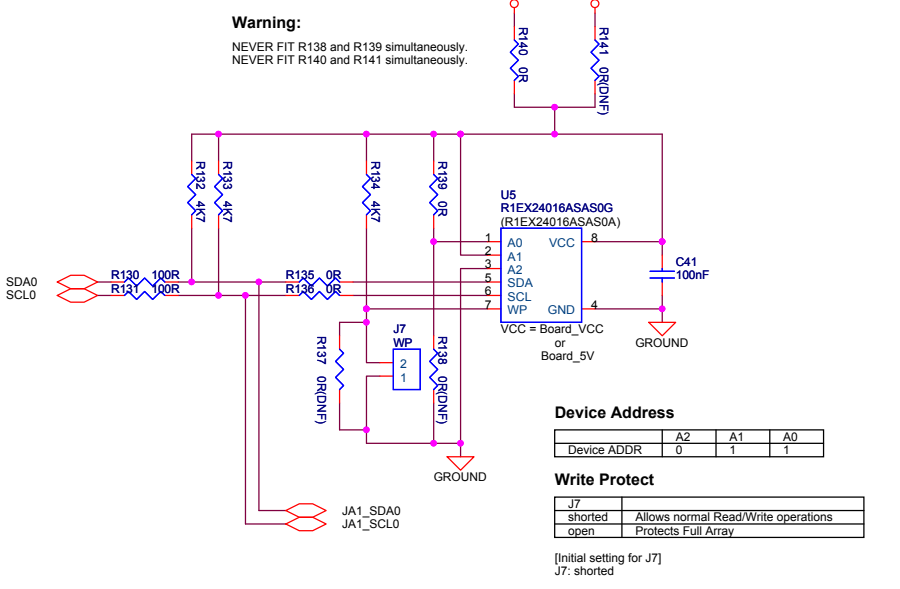 Warning:
NEVER FIT R138 and R139 simultaneously.
NEVER FIT R140 and R141 simultaneously.
R140 0R
R141 0R(DNF)
R132 4K7
R133 4K7
R134 4K7
R139 0R
U5
R1EX24016ASAS0G
(R1EX24016ASAS0A)
1 A0 VCC 8
2 A1
3 A2
5 SDA
6 SCL
7 WP GND 4
VCC = Board_VCC
or
Board_5V
C41
100nF
GROUND
SDA0 R130 100R R135 0R
SCL0 R131 100R R136 0R
J7
WP
2
1
R137 0R(DNF)
R138 0R(DNF)
GROUND
JA1_SDA0
JA1_SCL0
Device Address
A2 A1 A0
Device ADDR 0 1 1
Write Protect
J7
shorted Allows normal Read/Write operations
open Protects Full Array
[Initial setting for J7]
J7: shorted